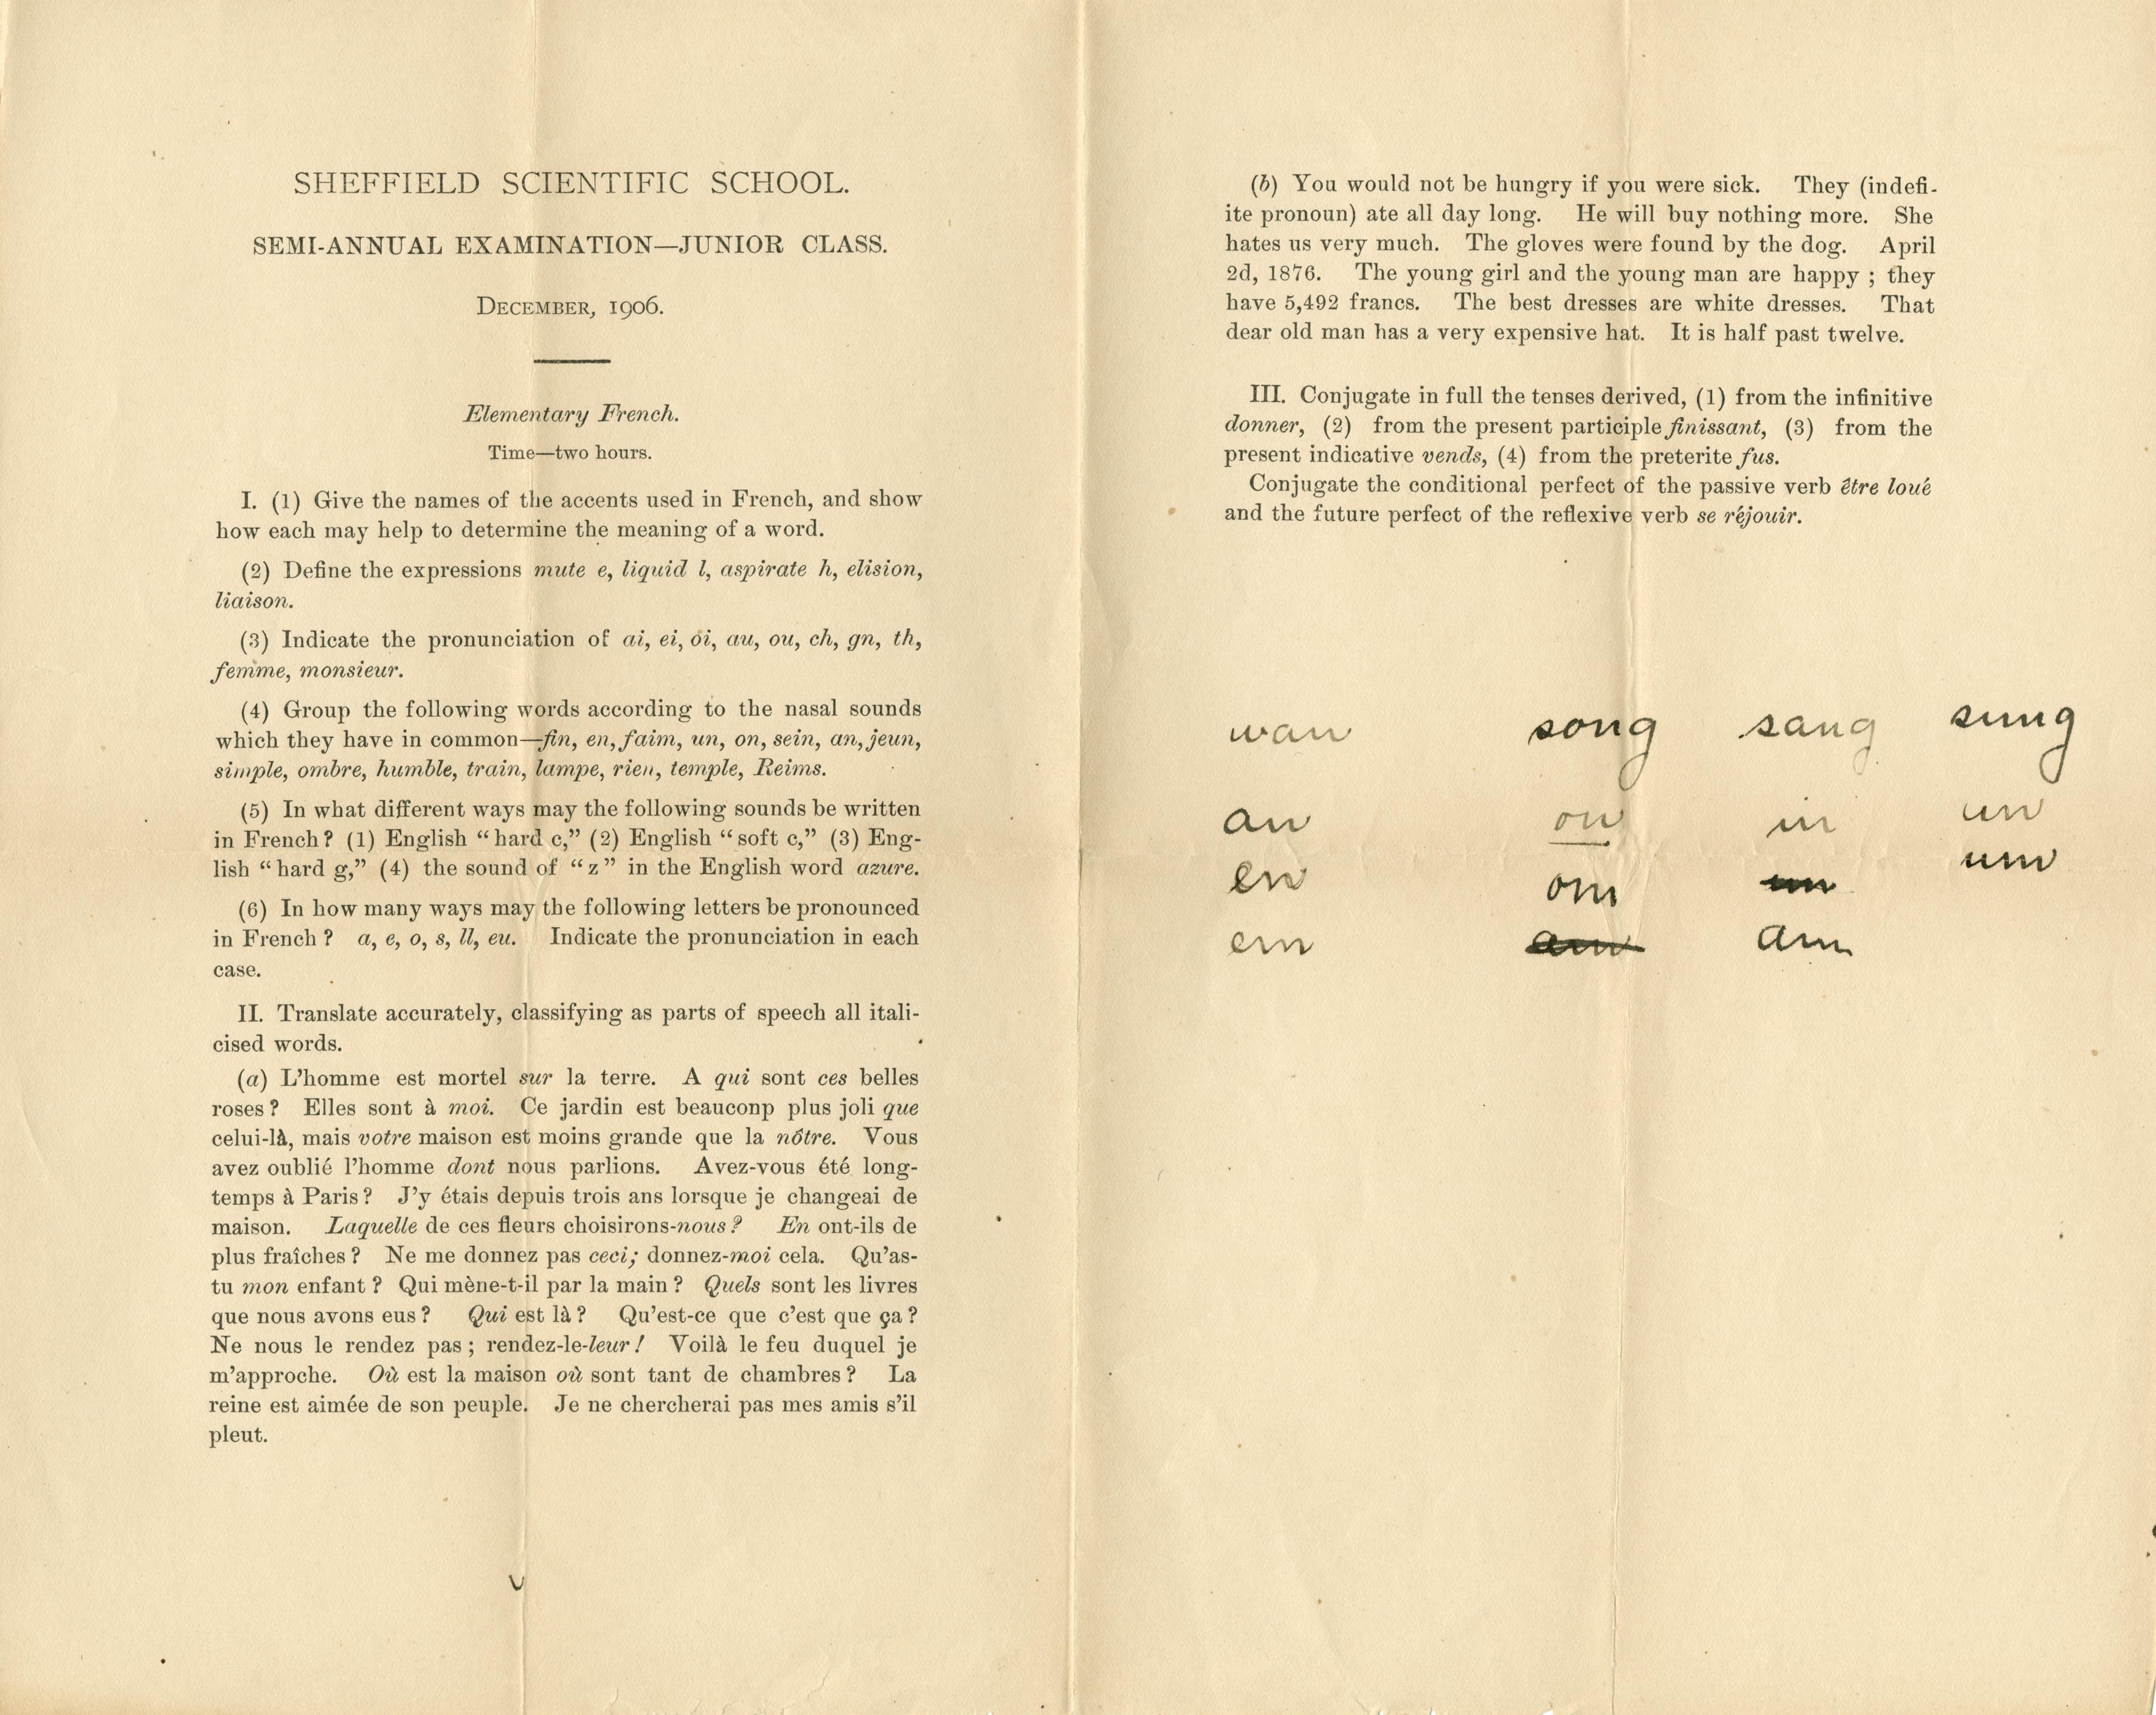 SHEFFIELD SCIENTIFIC SCHOOL.
SEMI-ANNUAL EXAMINATION—JUNIOR CLASS.
DECEMBER, 1906.
Elementary French.
Time—two hours.
I. (1) Give the names of the accents used in French, and show
how each may help to determine the meaning of a word.
(2) Define the expressions mute e, liquid l, aspirate h, elision,
liaison.
(3) Indicate the pronunciation of ai, ei, oi, au, ou, ch, gn, th,
femme, monsieur.
(4) Group the following words according to the nasal sounds
which they have in common—fin, en, faim, un, on, sein, an, jeun,
simple, ombre, humble, train, lampe, rien, temple, Reims.
(5) In what different ways may the following sounds be written
in French? (1) English "hard c," (2) English "soft c," (3) Eng-
lish "hard g," (4) the sound of "z" in the English word azure.
(6) In how many ways may the following letters be pronounced
in French? a, e, o, s, ll, eu. Indicate the pronunciation in each
case.
II. Translate accurately, classifying as parts of speech all itali-
cised words.
(a) L'homme est mortel sur la terre. A qui sont ces belles
roses? Elles sont à moi. Ce jardin est beauconp plus joli que
celui-là, mais votre maison est moins grande que la nôtre. Vous
avez oublié l'homme dont nous parlions. Avez-vous été long-
temps à Paris? J'y étais depuis trois ans lorsque je changeai de
maison. Laquelle de ces fleurs choisirons-nous? En ont-ils de
plus fraîches? Ne me donnez pas ceci; donnez-moi cela. Qu'as-
tu mon enfant? Qui mène-t-il par la main? Quels sont les livres
que nous avons eus? Qui est là? Qu'est-ce que c'est que ça?
Ne nous le rendez pas; rendez-le-leur! Voilà le feu duquel je
m'approche. Où est la maison où sont tant de chambres? La
reine est aimée de son peuple. Je ne chercherai pas mes amis s'il
pleut.
(b) You would not be hungry if you were sick. They (indefi-
ite pronoun) ate all day long. He will buy nothing more. She
hates us very much. The gloves were found by the dog. April
2d, 1876. The young girl and the young man are happy; they
have 5,492 francs. The best dresses are white dresses. That
dear old man has a very expensive hat. It is half past twelve.
III. Conjugate in full the tenses derived, (1) from the infinitive
donner, (2) from the present participle finissant, (3) from the
present indicative vends, (4) from the preterite fus.
Conjugate the conditional perfect of the passive verb être loué
and the future perfect of the reflexive verb se réjouir.
wan song sang sung
an on in un
en om um
em am